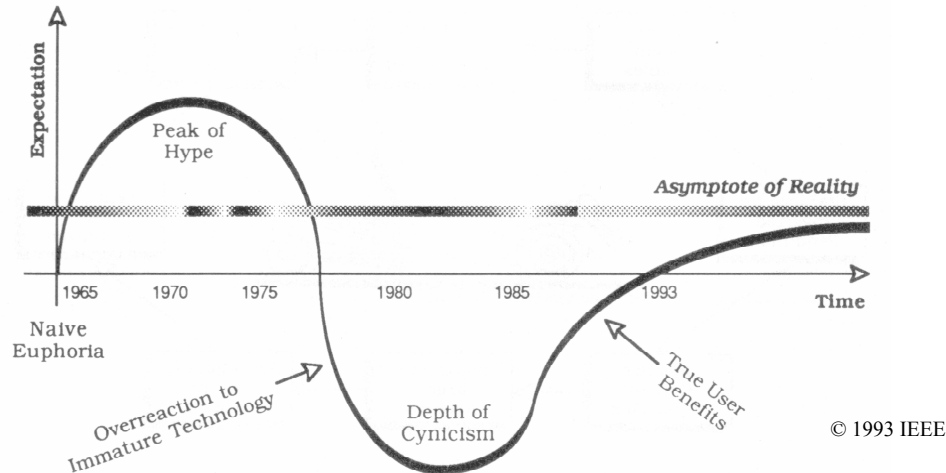 Expectation
Peak of
Hype
Asymptote of Reality
1965
1970
1975
1980
1985
1993
Time
Naive
Euphoria
Overreaction to
Immature Technology
Depth of
Cynicism
True User
Benefits
© 1993 IEEE